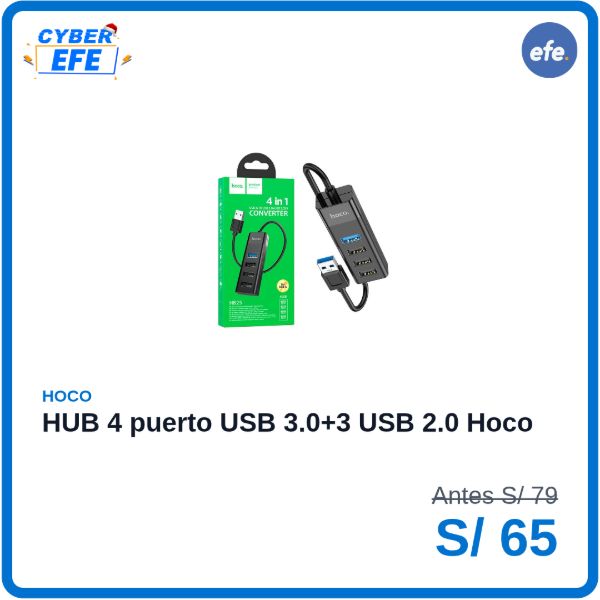 CYBER
EFE
efe.
hoco.
4 in 1
CONVERTER
HB25
hoco.
HOCO
HUB 4 puerto USB 3.0+3 USB 2.0 Hoco
Antes S/ 79
S/ 65